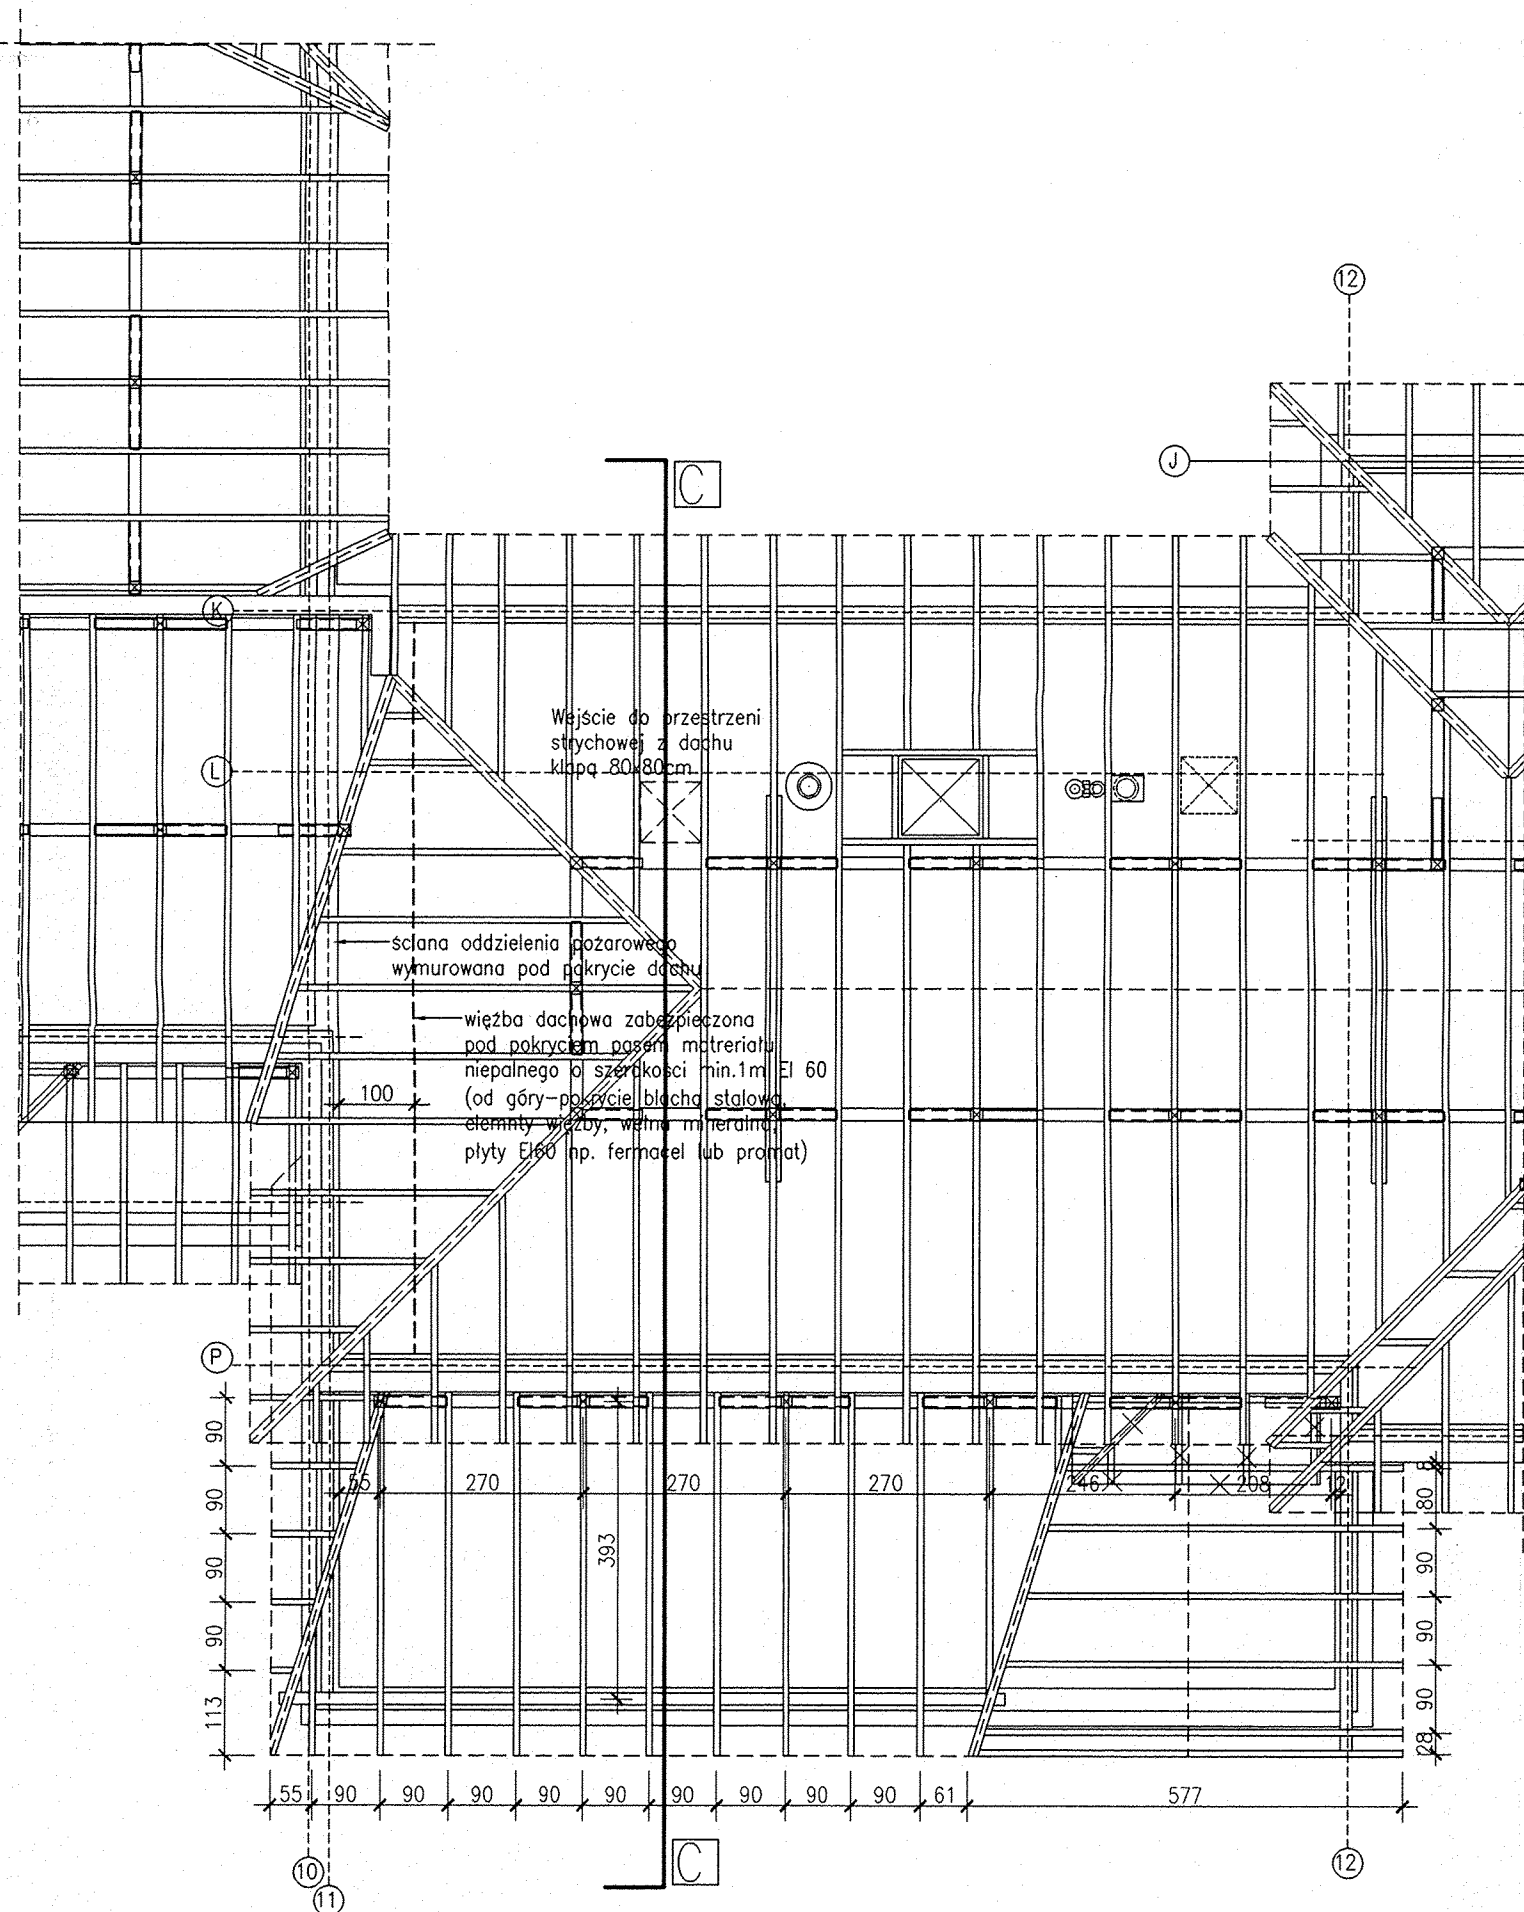 12
J
C
K
Wejście do przestrzeni
strychowej z dachu
klapą 80x80cm
L
ściana oddzielenia pożarowego
wymurowana pod pokrycie dachu
więźba dachowa zabezpieczona
pod pokryciem pasem matreriału
niepalnego o szerokości min.1m EI 60
(od góry-pokrycie blacha stalowa,
elemnty więźby, wełna mineralna,
płyty EI60 np. fermacel lub promat)
100
P
90
90
90
90
113
55
270
270
270
246
208
12
393
8
80
90
90
90
28
55
90
90
90
90
90
90
90
90
90
61
577
C
10
11
12